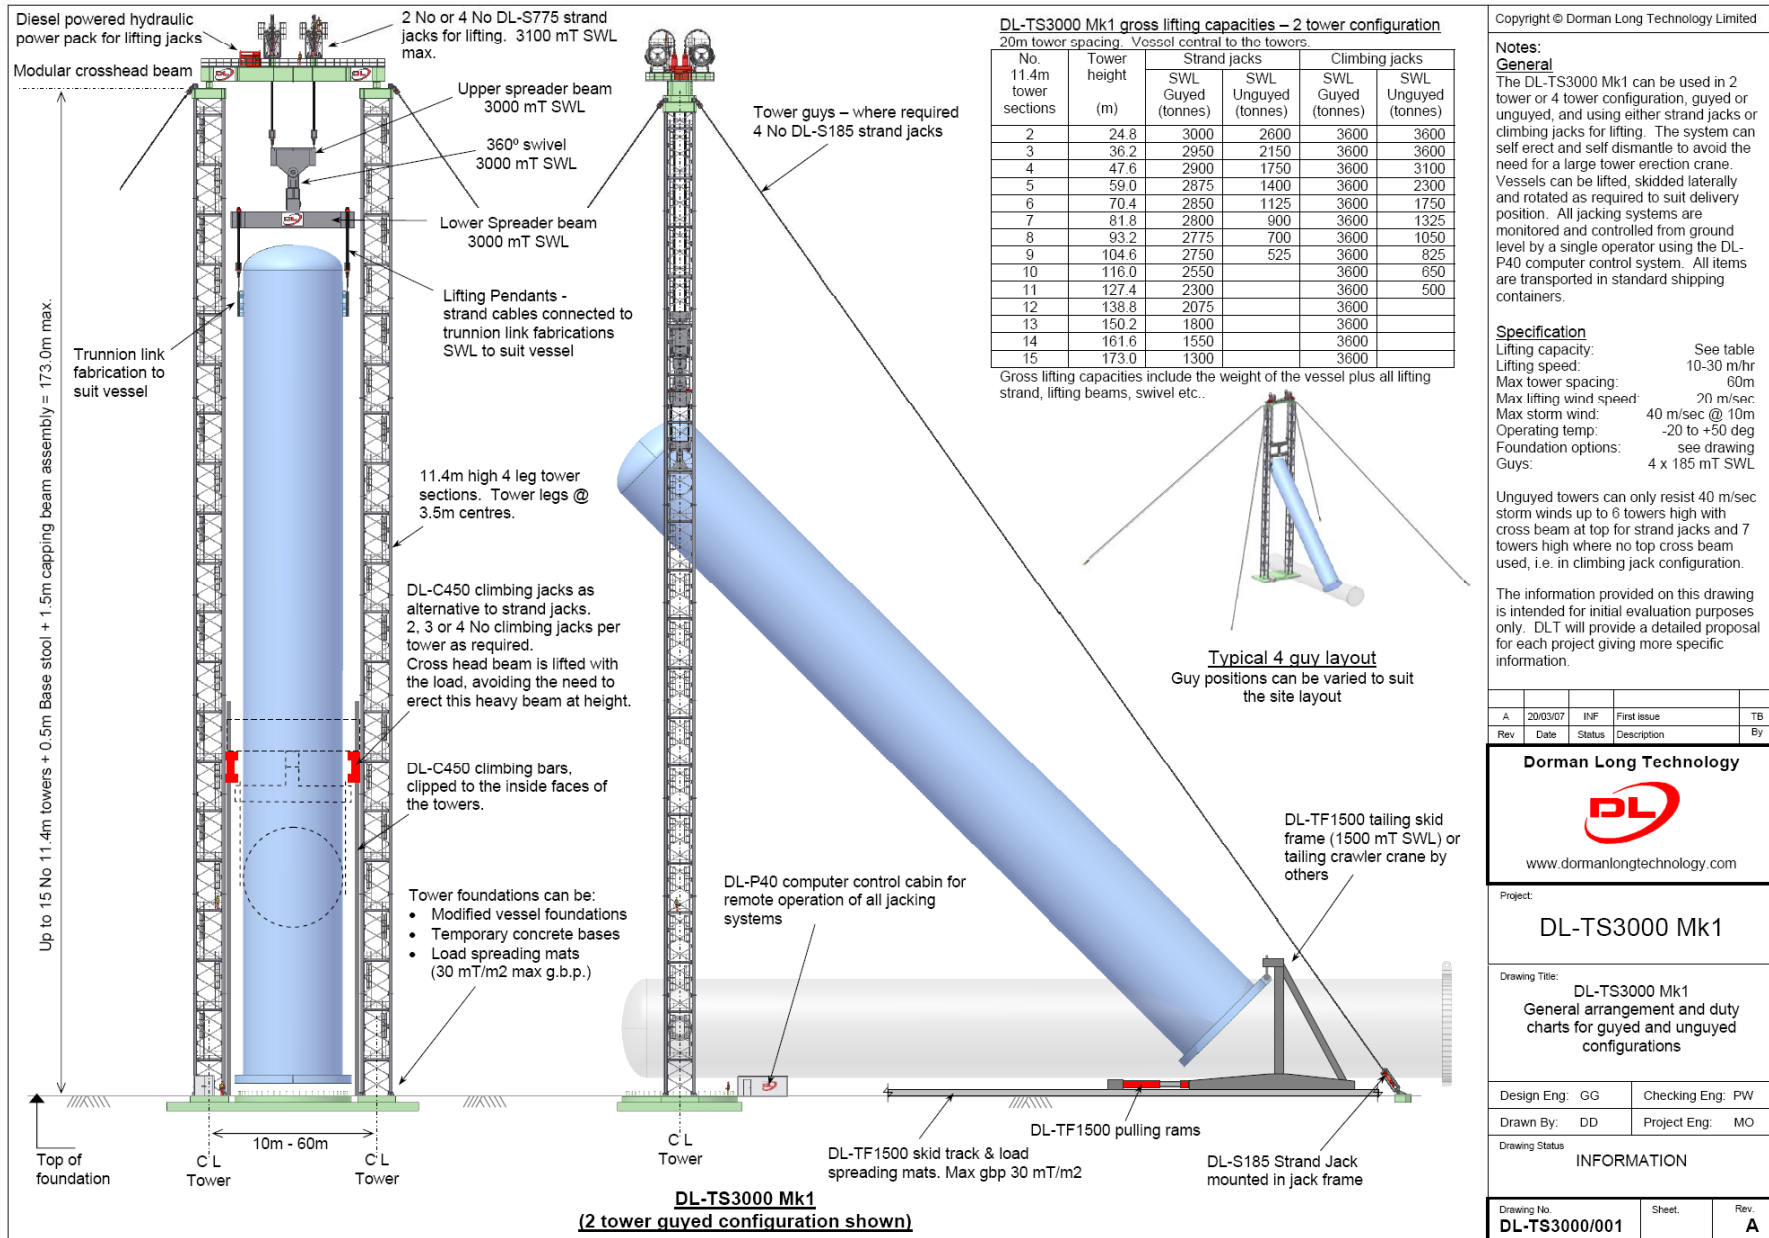 Diesel powered hydraulic
power pack for lifting jacks
2 No or 4 No DL-S775 strand
jacks for lifting.  3100 mT SWL
max.
Modular crosshead beam
Upper spreader beam
3000 mT SWL
360º swivel
3000 mT SWL
Lower Spreader beam
3000 mT SWL
Lifting Pendants -
strand cables connected to
trunnion link fabrications
SWL to suit vessel
Trunnion link
fabrication to
suit vessel
Up to 15 No 11.4m towers + 0.5m Base stool + 1.5m capping beam assembly = 173.0m max.
11.4m high 4 leg tower
sections.  Tower legs @
3.5m centres.
DL-C450 climbing jacks as
alternative to strand jacks.
2, 3 or 4 No climbing jacks per
tower as required.
Cross head beam is lifted with
the load, avoiding the need to
erect this heavy beam at height.
DL-C450 climbing bars,
clipped to the inside faces of
the towers.
Tower foundations can be:
• Modified vessel foundations
• Temporary concrete bases
• Load spreading mats
(30 mT/m2 max g.b.p.)
Top of
foundation
10m - 60m
C L
Tower
C L
Tower
Tower guys – where required
4 No DL-S185 strand jacks
DL-P40 computer control cabin for
remote operation of all jacking
systems
DL-TF1500 tailing skid
frame (1500 mT SWL) or
tailing crawler crane by
others
C L
Tower
DL-TF1500 skid track & load
spreading mats. Max gbp 30 mT/m2
DL-TF1500 pulling rams
DL-S185 Strand Jack
mounted in jack frame
DL-TS3000 Mk1
(2 tower guyed configuration shown)
DL-TS3000 Mk1 gross lifting capacities – 2 tower configuration
20m tower spacing.  Vessel central to the towers.
No. 11.4m tower sections | Tower height (m) | Strand jacks | Climbing jacks
SWL Guyed (tonnes) | SWL Unguyed (tonnes) | SWL Guyed (tonnes) | SWL Unguyed (tonnes)
2 24.8 3000 2600 3600 3600
3 36.2 2950 2150 3600 3600
4 47.6 2900 1750 3600 3100
5 59.0 2875 1400 3600 2300
6 70.4 2850 1125 3600 1750
7 81.8 2800 900 3600 1325
8 93.2 2775 700 3600 1050
9 104.6 2750 525 3600 825
10 116.0 2550 3600 650
11 127.4 2300 3600 500
12 138.8 2075 3600
13 150.2 1800 3600
14 161.6 1550 3600
15 173.0 1300 3600
Gross lifting capacities include the weight of the vessel plus all lifting
strand, lifting beams, swivel etc..
Typical 4 guy layout
Guy positions can be varied to suit
the site layout
Copyright © Dorman Long Technology Limited
Notes:
General
The DL-TS3000 Mk1 can be used in 2
tower or 4 tower configuration, guyed or
unguyed, and using either strand jacks or
climbing jacks for lifting.  The system can
self erect and self dismantle to avoid the
need for a large tower erection crane.
Vessels can be lifted, skidded laterally
and rotated as required to suit delivery
position.  All jacking systems are
monitored and controlled from ground
level by a single operator using the DL-
P40 computer control system.  All items
are transported in standard shipping
containers.
Specification
Lifting capacity: See table
Lifting speed: 10-30 m/hr
Max tower spacing: 60m
Max lifting wind speed: 20 m/sec
Max storm wind: 40 m/sec @ 10m
Operating temp: -20 to +50 deg
Foundation options: see drawing
Guys: 4 x 185 mT SWL
Unguyed towers can only resist 40 m/sec
storm winds up to 6 towers high with
cross beam at top for strand jacks and 7
towers high where no top cross beam
used, i.e. in climbing jack configuration.
The information provided on this drawing
is intended for initial evaluation purposes
only.  DLT will provide a detailed proposal
for each project giving more specific
information.
A 20/03/07 INF First issue TB
Rev Date Status Description By
Dorman Long Technology
DL
www.dormanlongtechnology.com
Project:
DL-TS3000 Mk1
Drawing Title:
DL-TS3000 Mk1
General arrangement and duty
charts for guyed and unguyed
configurations
Design Eng: GG Checking Eng: PW
Drawn By: DD Project Eng: MO
Drawing Status
INFORMATION
Drawing No. Sheet. Rev.
DL-TS3000/001 A